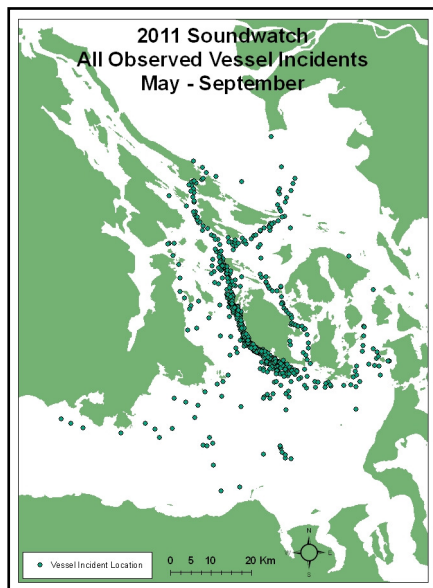 2011 Soundwatch
All Observed Vessel Incidents
May - September
N
W E
S
Vessel Incident Location
0 5 10 20 Km